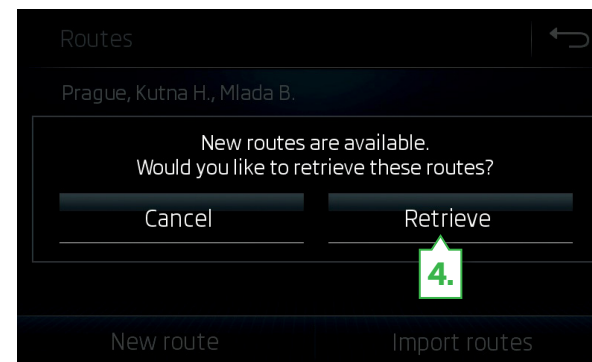 Routes
Prague, Kutna H., Mlada B.
New routes are available.
Would you like to retrieve these routes?
Cancel
Retrieve
4.
New route
Import routes